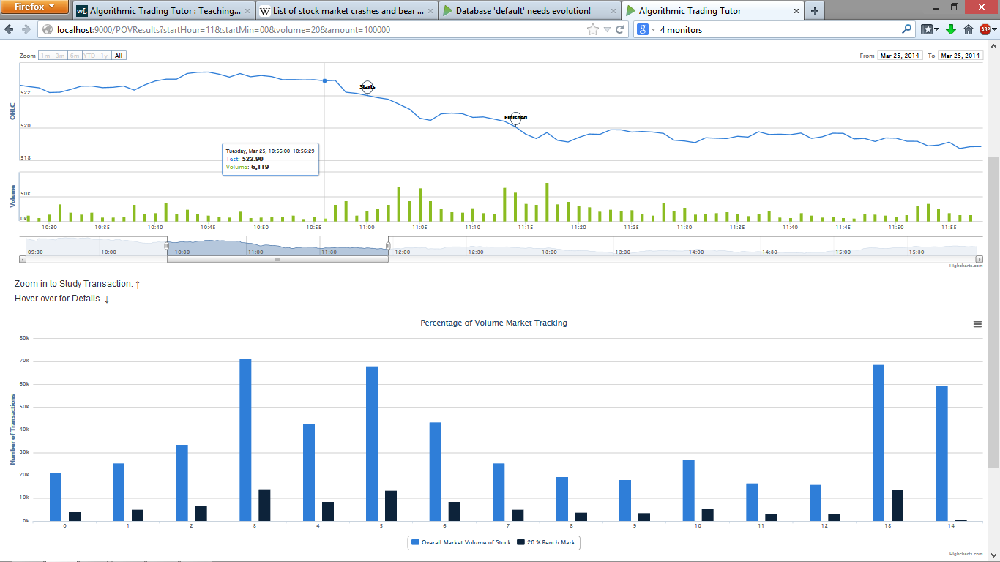 Firefox
Algorithmic Trading Tutor : Teaching...
List of stock market crashes and bear ...
Database 'default' needs evolution!
Algorithmic Trading Tutor
localhost:9000/POVResults?startHour=11&startMin=00&volume=20&amount=100000
8
4 monitors
ABP
Zoom 1m 3m 6m YTD 1y All
From Mar 25, 2014 To Mar 25, 2014
OHLC
522
520
518
Starts
Finished
Tuesday, Mar 25, 10:56:00-10:56:29
Test: 522.90
Volume: 6,119
Volume
50k
0k
10:30 10:35 10:40 10:45 10:50 10:55 11:00 11:05 11:10 11:15 11:20 11:25 11:30 11:35 11:40 11:45 11:50 11:55
09:30 10:00 10:30 11:00 11:30 12:00 12:30 13:00 13:30 14:00 14:30 15:00 15:30
Highcharts.com
Zoom in to Study Transaction. ↑
Hover over for Details. ↓
Percentage of Volume Market Tracking
Number of Transactions
80k
70k
60k
50k
40k
30k
20k
10k
0k
0 1 2 3 4 5 6 7 8 9 10 11 12 13 14
Overall Market Volume of Stock. 20 % Bench Mark.
Highcharts.com